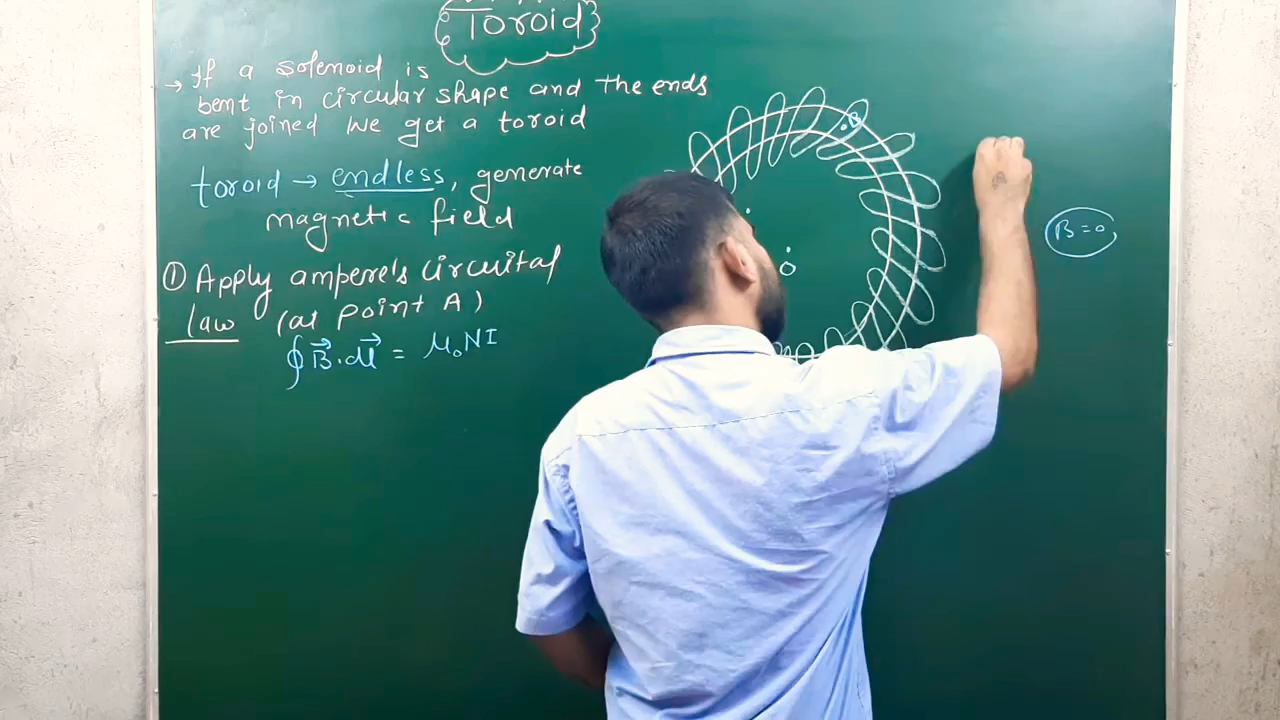 Toroid
→ If a solenoid is
bent in circular shape and the ends
are joined we get a toroid
toroid → endless, generate
magnetic field
① Apply ampere's circuital
law (at point A)
∮B⃗.dl⃗ = μ₀NI
B
O
B = 0